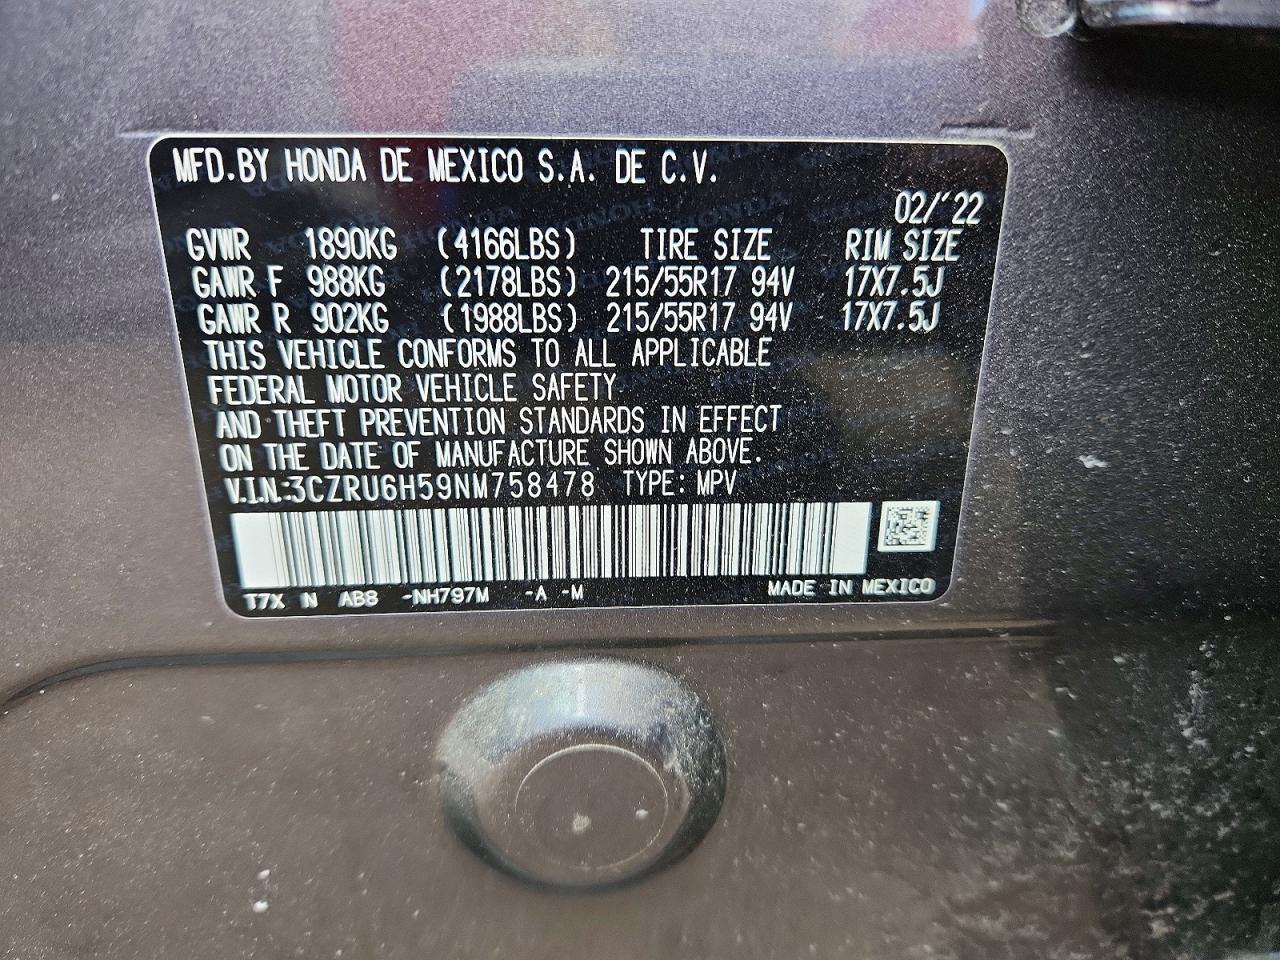 MFD.BY HONDA DE MEXICO S.A. DE C.V.
02/'22
GVWR 1890KG (4166LBS) TIRE SIZE RIM SIZE
GAWR F 988KG (2178LBS) 215/55R17 94V 17X7.5J
GAWR R 902KG (1988LBS) 215/55R17 94V 17X7.5J
THIS VEHICLE CONFORMS TO ALL APPLICABLE
FEDERAL MOTOR VEHICLE SAFETY
AND THEFT PREVENTION STANDARDS IN EFFECT
ON THE DATE OF MANUFACTURE SHOWN ABOVE.
V.I.N.:3CZRU6H59NM758478 TYPE: MPV
T7X N AB8 -NH797M -A -M MADE IN MEXICO